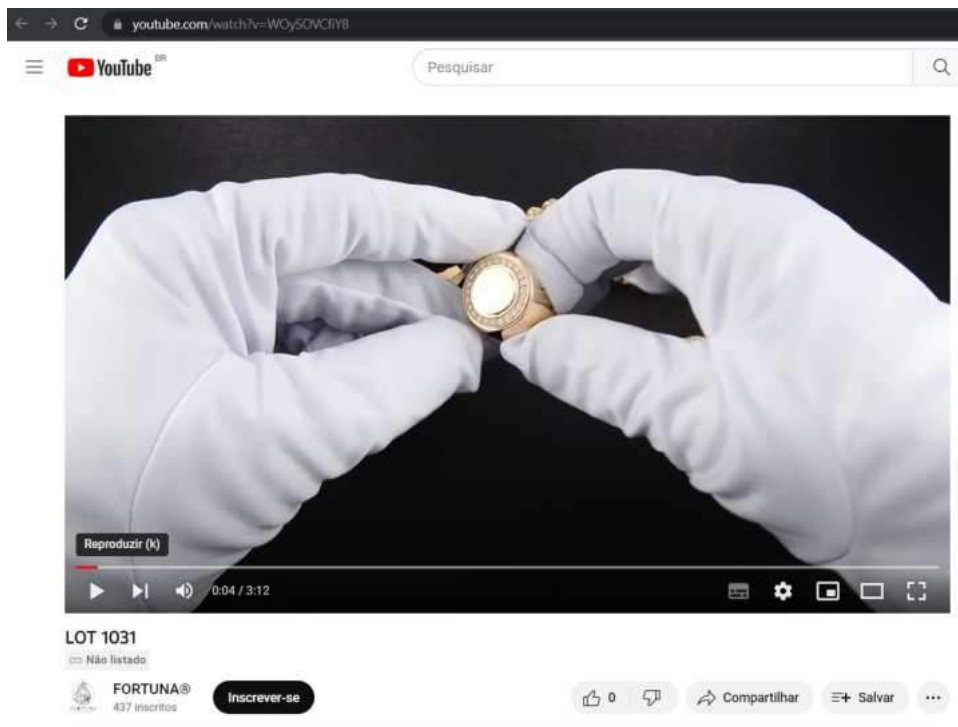 youtube.com/watch?v=WOySOVCfiY8
YouTube BR
Pesquisar
Reproduzir (k)
0:04 / 3:12
LOT 1031
Não listado
FORTUNA®
437 inscritos
Inscrever-se
0
Compartilhar
Salvar